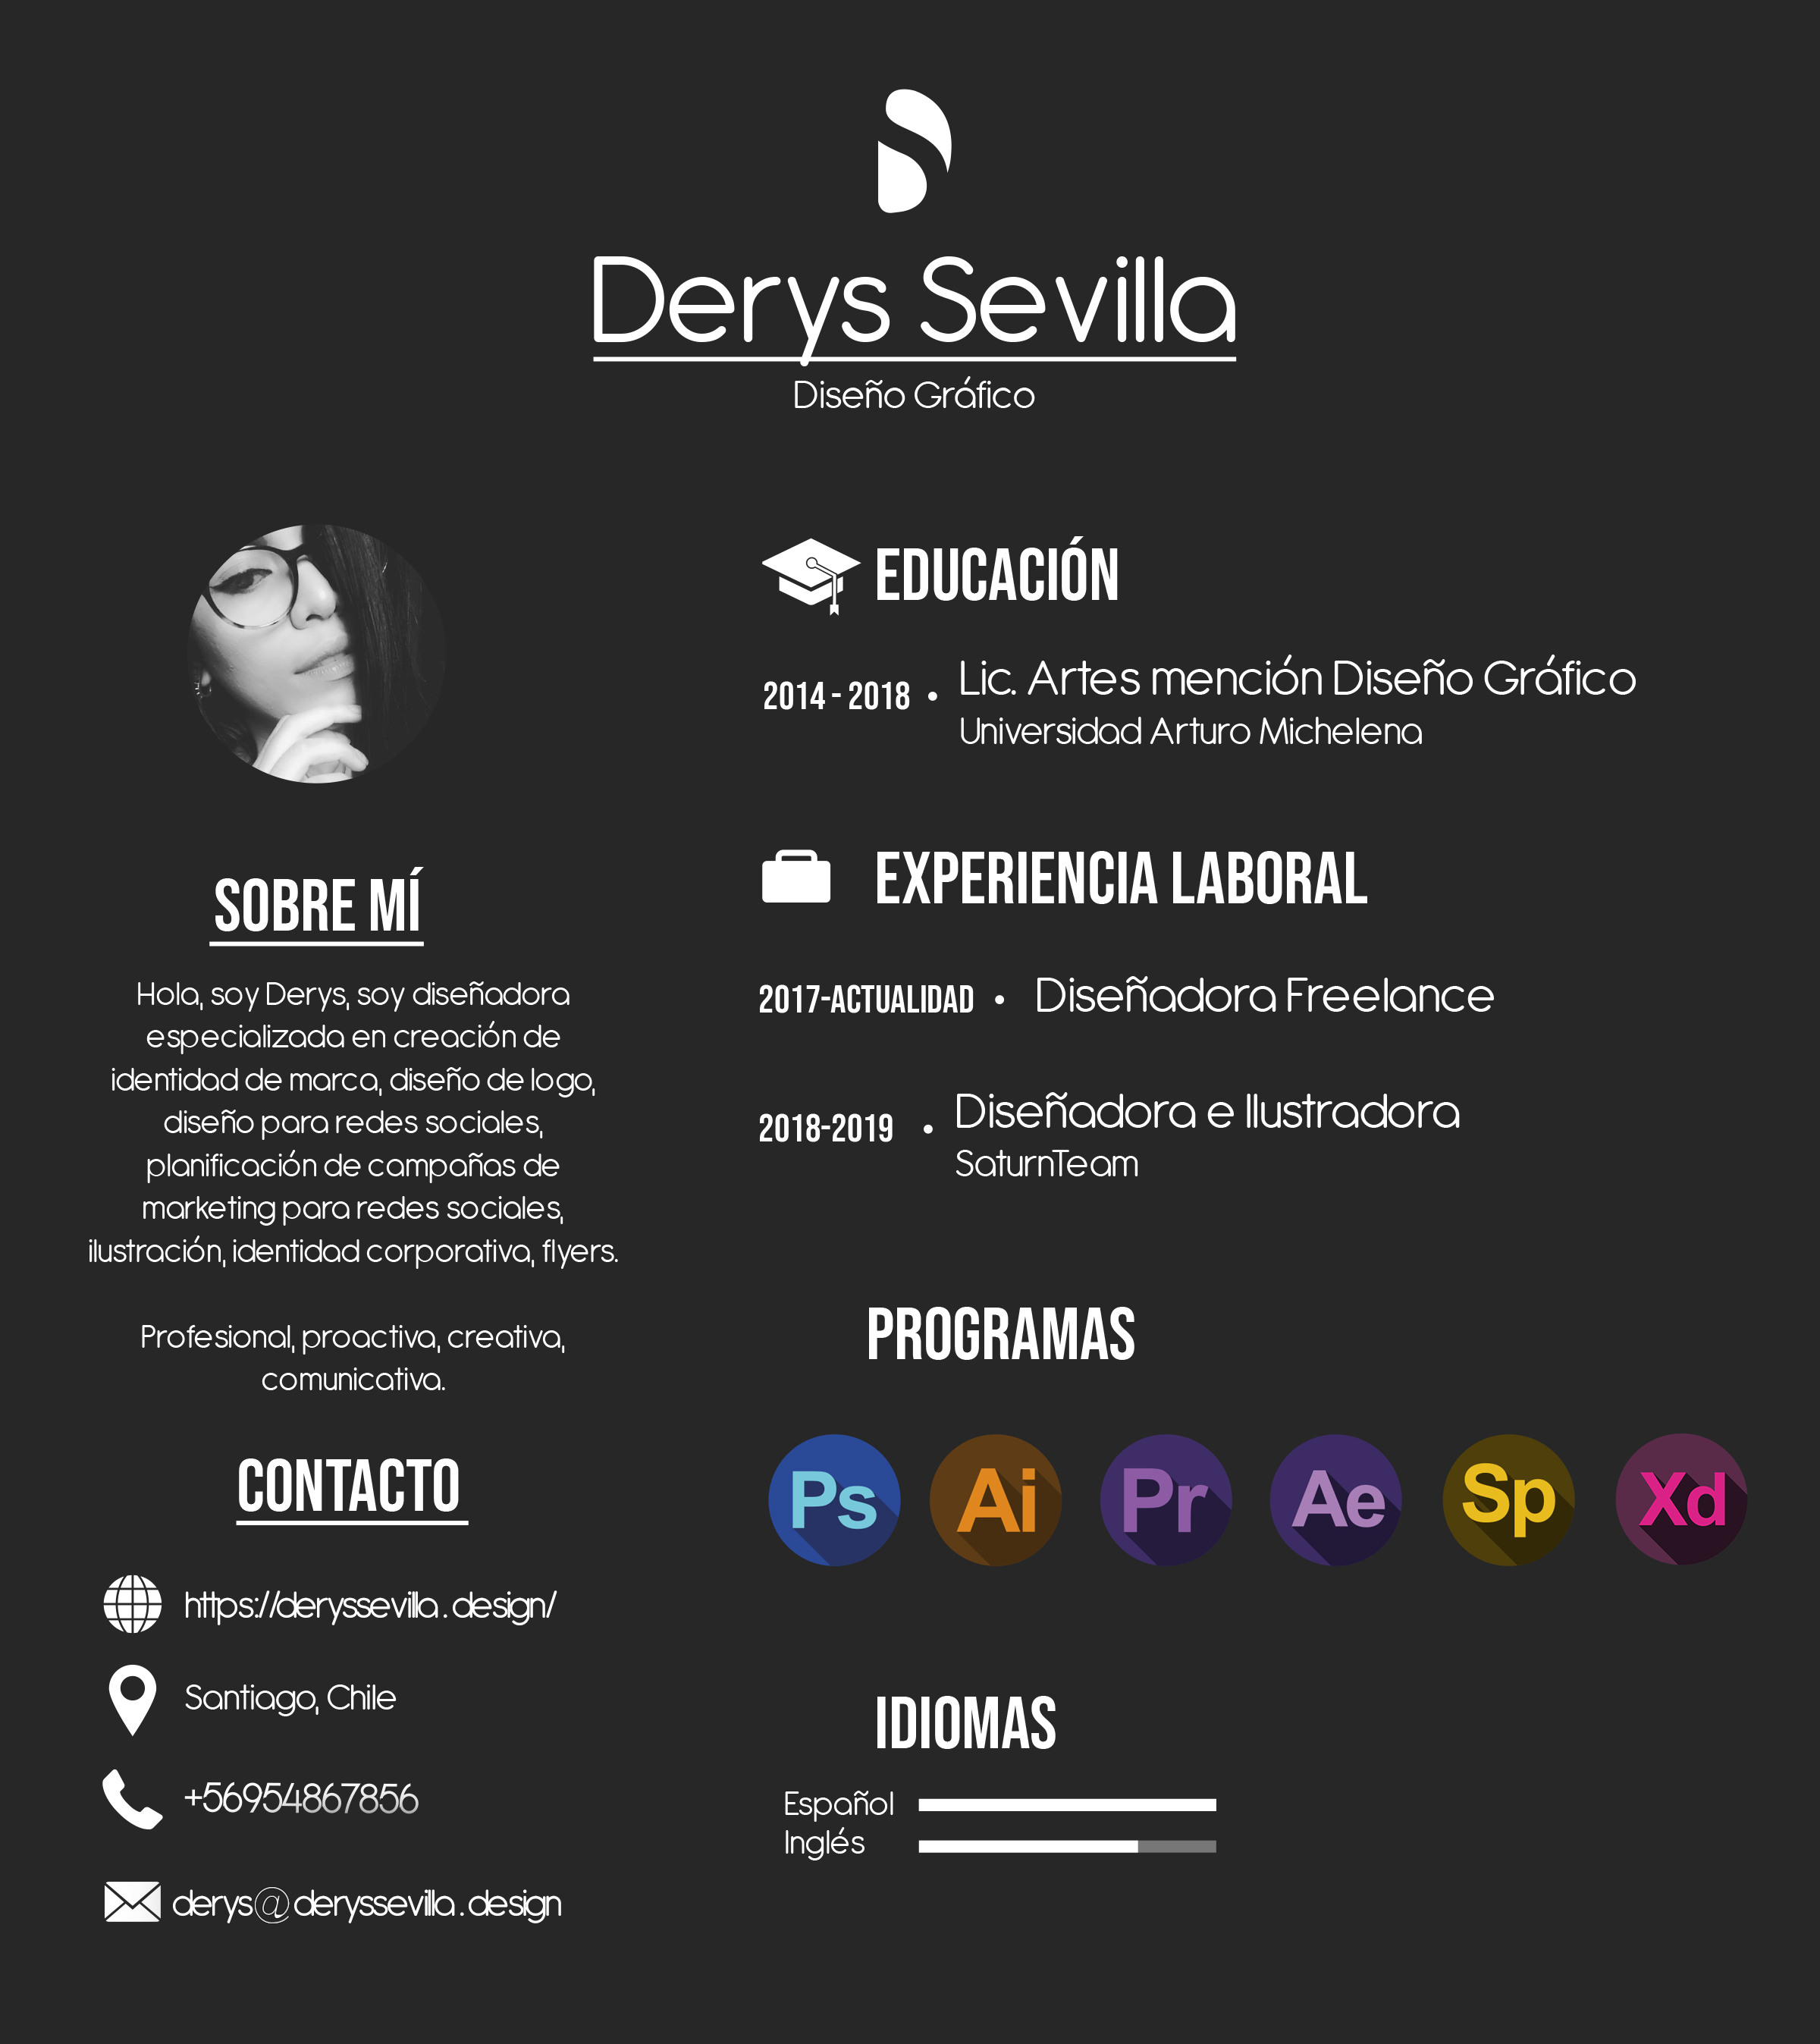 Derys Sevilla
Diseño Gráfico
SOBRE MÍ
Hola, soy Derys, soy diseñadora
especializada en creación de
identidad de marca, diseño de logo,
diseño para redes sociales,
planificación de campañas de
marketing para redes sociales,
ilustración, identidad corporativa, flyers.
Profesional, proactiva, creativa,
comunicativa.
CONTACTO
https://deryssevilla.design/
Santiago, Chile
+56954867856
derys@deryssevilla.design
EDUCACIÓN
2014 - 2018 • Lic. Artes mención Diseño Gráfico
Universidad Arturo Michelena
EXPERIENCIA LABORAL
2017-ACTUALIDAD • Diseñadora Freelance
2018-2019 • Diseñadora e Ilustradora
SaturnTeam
PROGRAMAS
Ps Ai Pr Ae Sp Xd
IDIOMAS
Español
Inglés